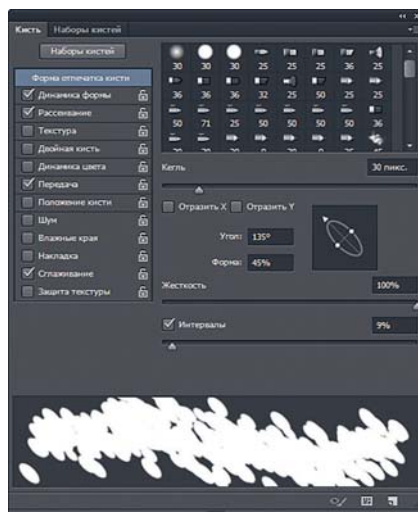 Кисть Наборы кистей
Наборы кистей
Форма отпечатка кисти
Динамика формы
Рассеивание
Текстура
Двойная кисть
Динамика цвета
Передача
Положение кисти
Шум
Влажные края
Накладка
Сглаживание
Защита текстуры
30 30 30 25 25 25 36 25
36 36 36 32 25 50 25 25
50 71 25 50 50 50 50 36
Кегль 30 пикс.
Отразить X Отразить Y
Угол: 135°
Форма: 45%
Жесткость 100%
Интервалы 9%